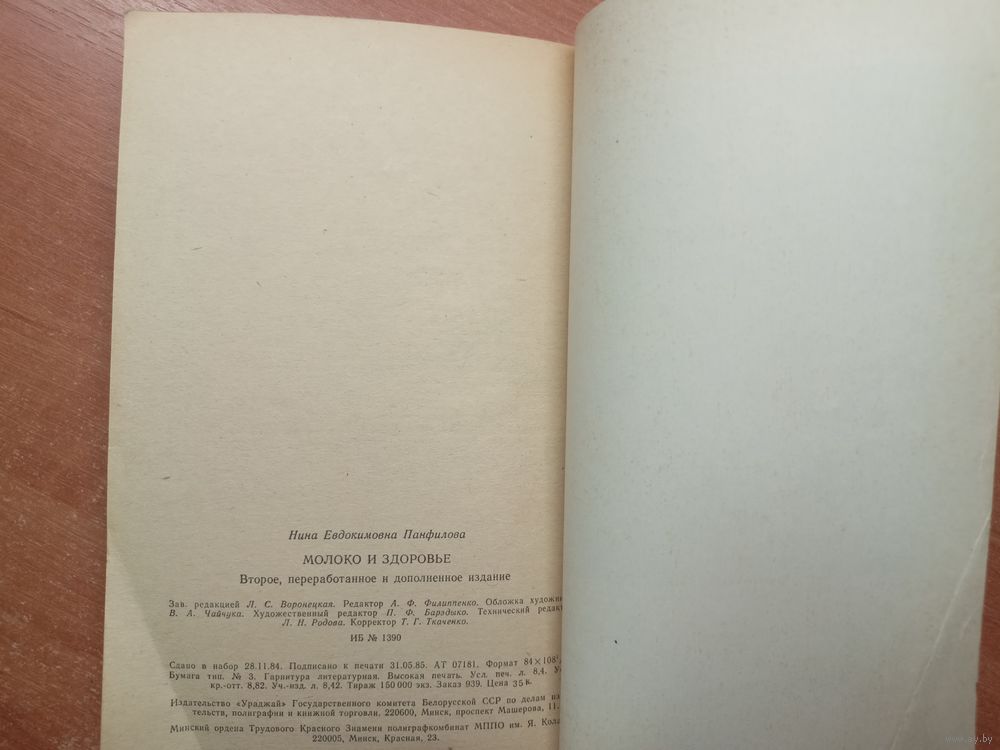 Нина Евдокимовна Панфилова
МОЛОКО И ЗДОРОВЬЕ
Второе, переработанное и дополненное издание
Зав. редакцией Л. С. Воронецкая. Редактор А. Ф. Филиппенко. Обложка художни
В. А. Чайчука. Художественный редактор П. Ф. Барздыко. Технический редакт
Л. Н. Родова. Корректор Т. Г. Ткаченко.
ИБ № 1390
Сдано в набор 28.11.84. Подписано к печати 31.05.85. АТ 07181. Формат 84×108
Бумага тип. № 3. Гарнитура литературная. Высокая печать. Усл. печ. л. 8,4. У
кр.-отт. 8,82. Уч.-изд. л. 8,42. Тираж 150 000 экз. Заказ 939. Цена 35 к.
Издательство «Ураджай» Государственного комитета Белорусской ССР по делам из
тельств, полиграфии и книжной торговли. 220600, Минск, проспект Машерова, 11.
Минский ордена Трудового Красного Знамени полиграфкомбинат МППО им. Я. Кола
220005, Минск, Красная, 23.
www.ay.by